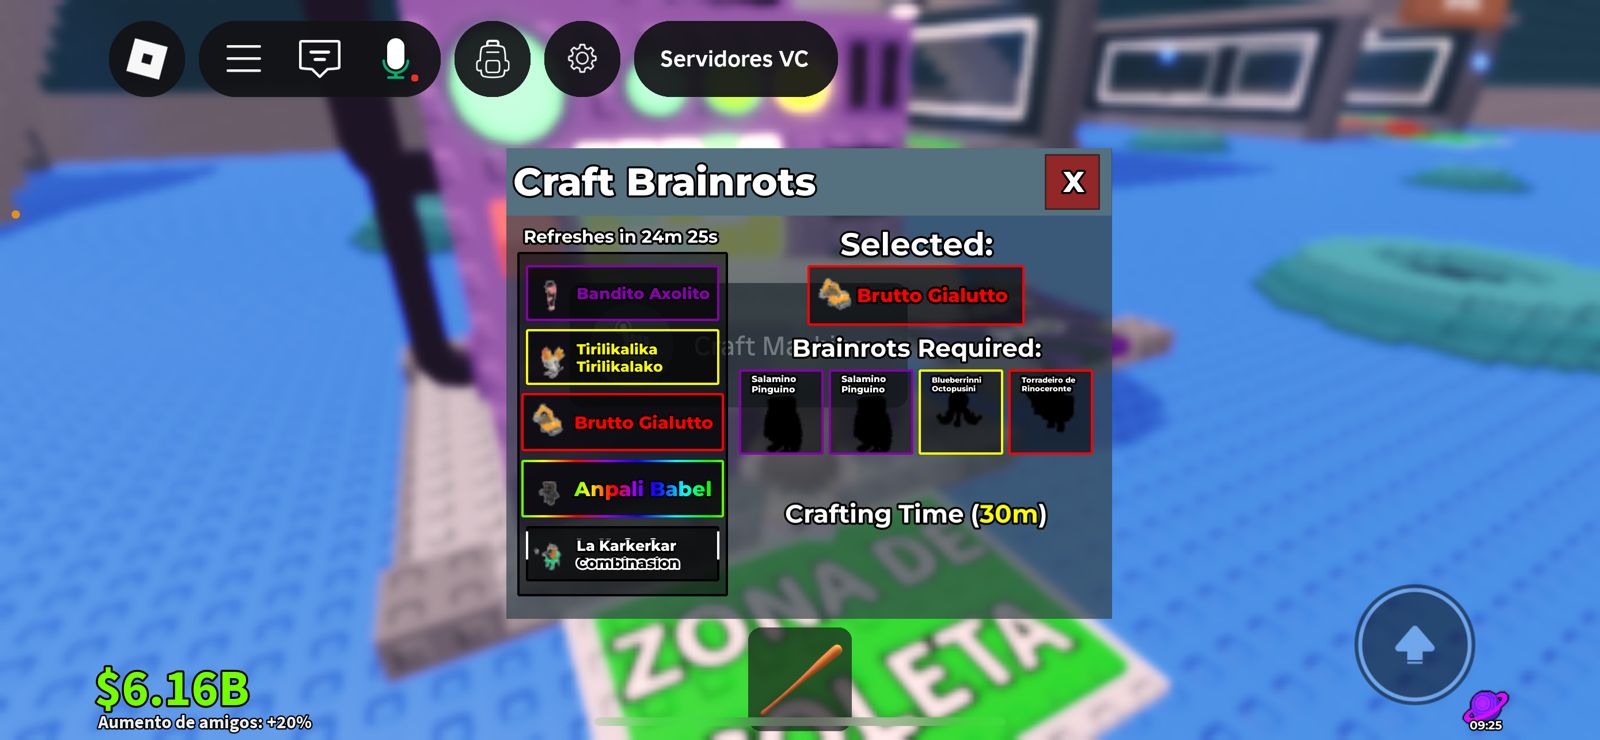 Servidores VC
Craft Brainrots
X
Refreshes in 24m 25s
Bandito Axolito
Tirilikalika
Tirilikalako
Brutto Gialutto
Anpali Babel
La Karkerkar
Combinasion
Selected:
Brutto Gialutto
Brainrots Required:
Salamino
Pinguino
Salamino
Pinguino
Blueberrinni
Octopusini
Torradeiro de
Rinoceronte
Crafting Time (30m)
ZONA DE
$6.16B
Aumento de amigos: +20%
09:25